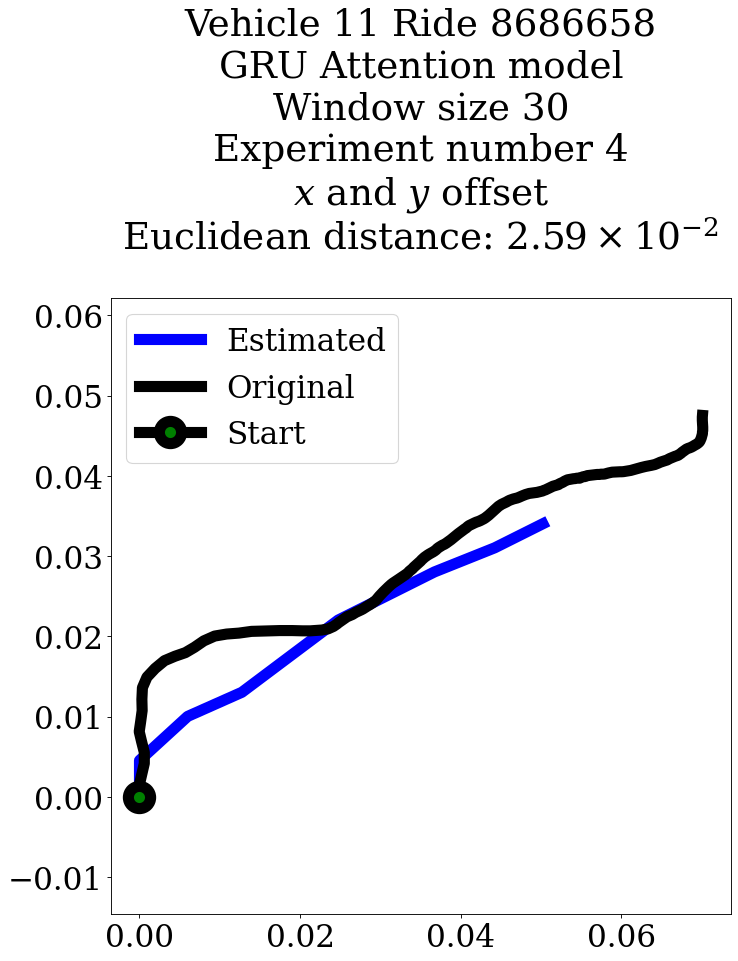 Vehicle 11 Ride 8686658
GRU Attention model
Window size 30
Experiment number 4
x and y offset
Euclidean distance: 2.59 × 10⁻²
0.06
0.05
0.04
0.03
0.02
0.01
0.00
−0.01
Estimated
Original
Start
0.00 0.02 0.04 0.06